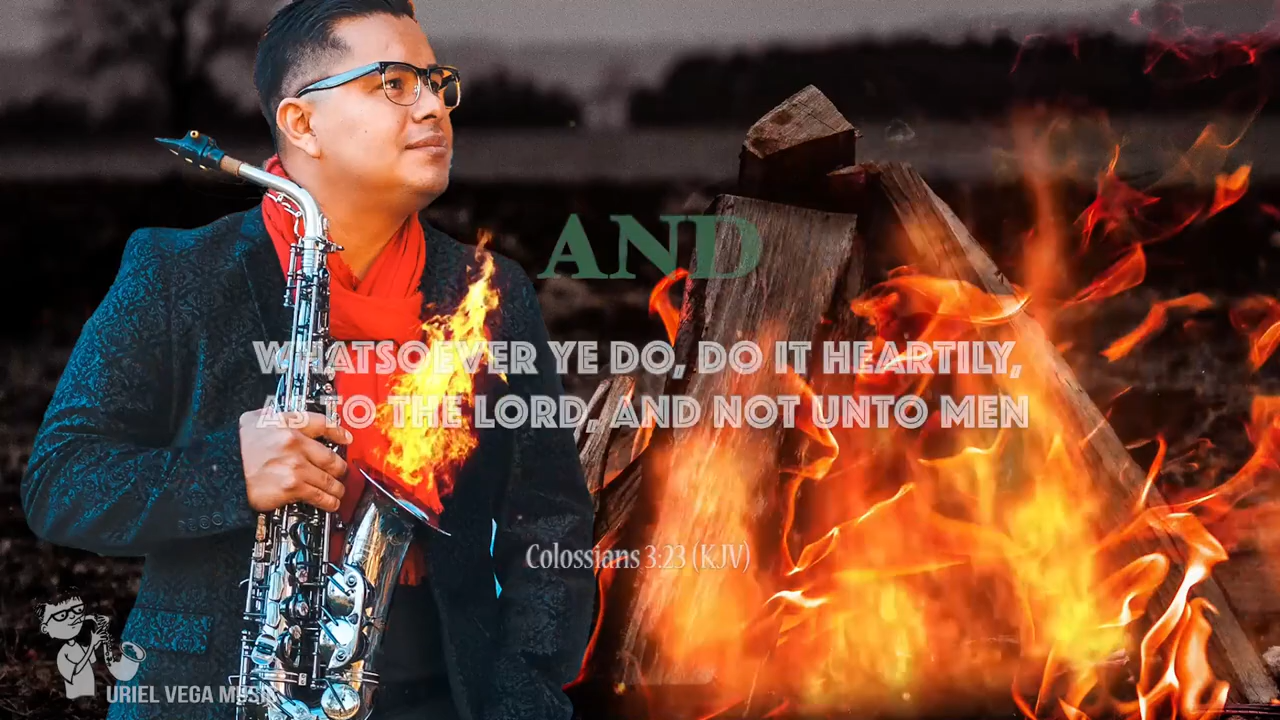 AND
WHATSOEVER YE DO, DO IT HEARTILY,
AS TO THE LORD, AND NOT UNTO MEN
Colossians 3:23 (KJV)
URIEL VEGA MUSIC